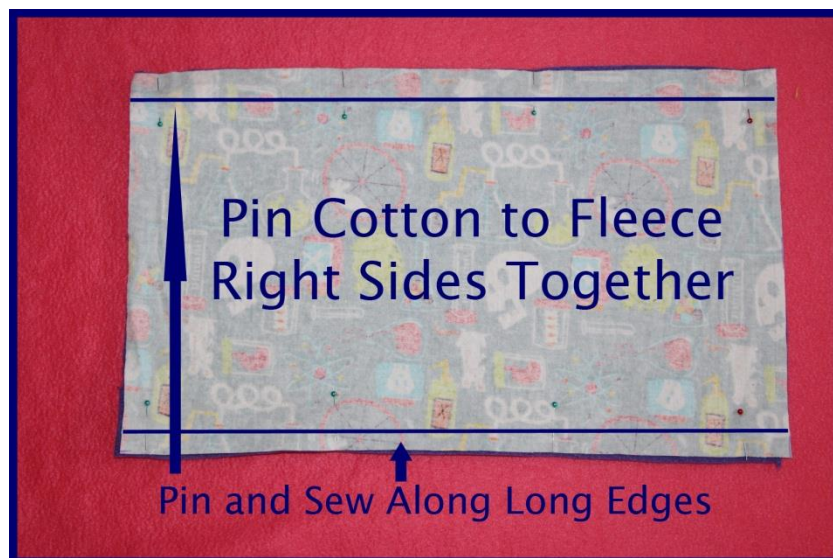 Pin Cotton to Fleece
Right Sides Together
Pin and Sew Along Long Edges